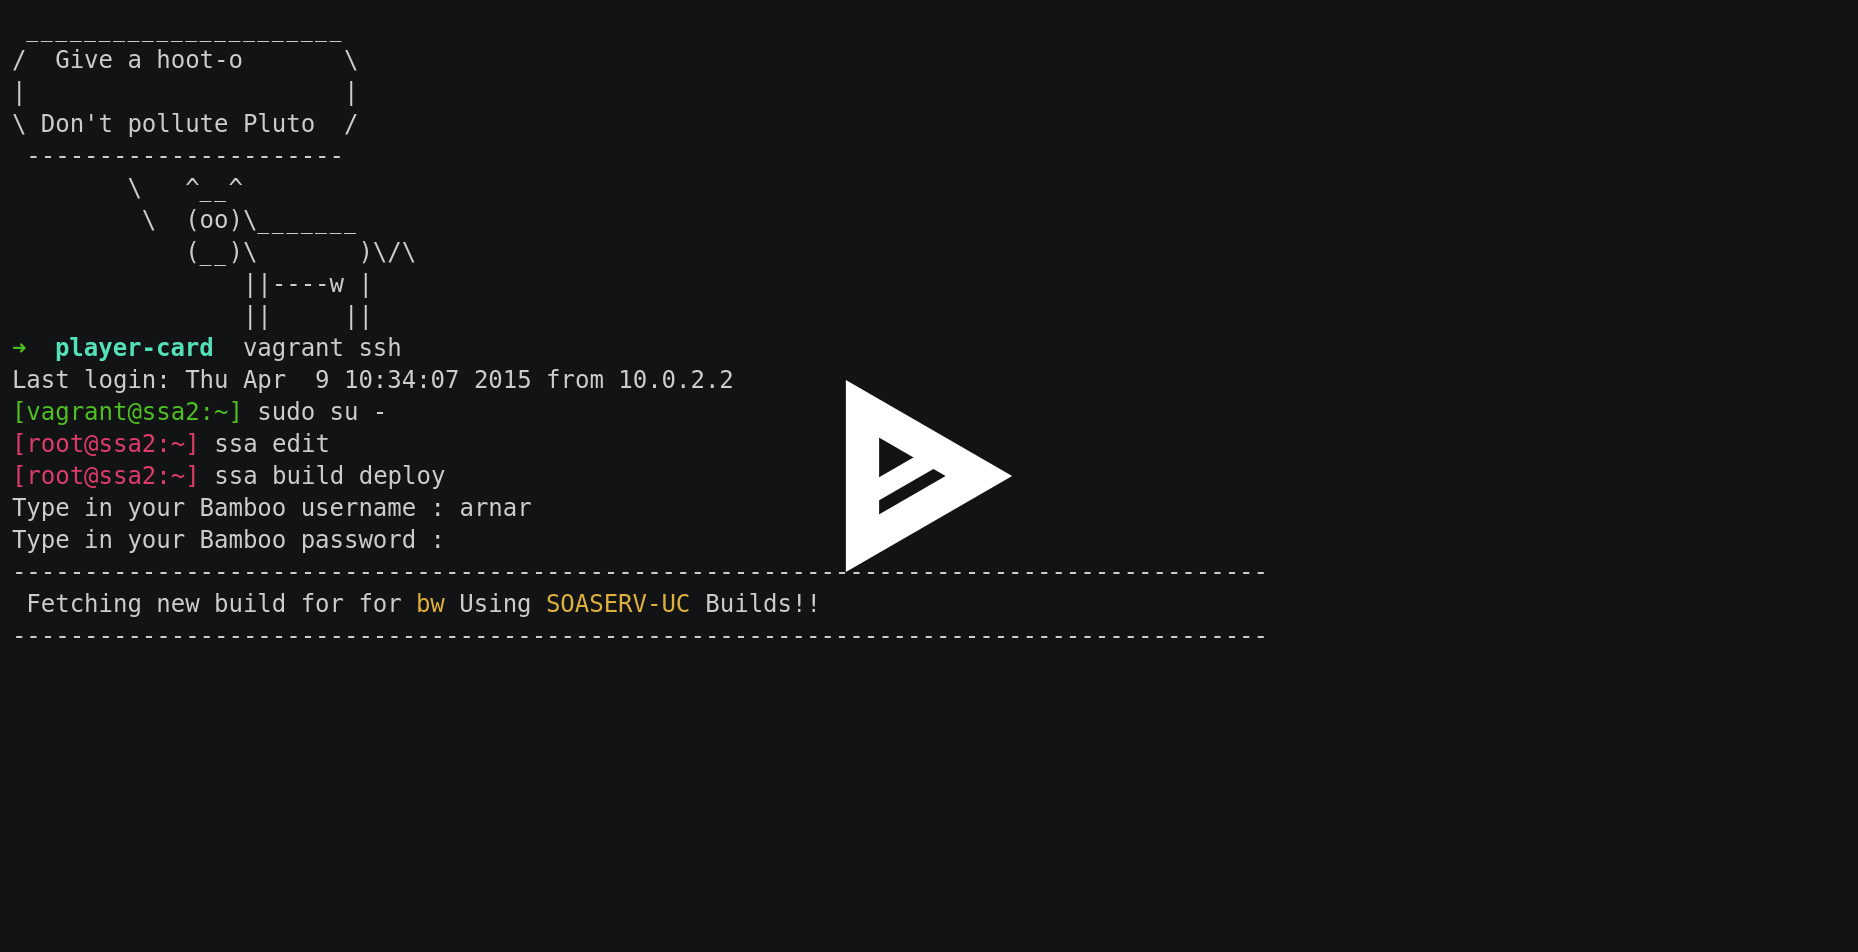 ______________________
/  Give a hoot-o       \
|                      |
\ Don't pollute Pluto  /
 ----------------------
        \   ^__^
         \  (oo)\_______
            (__)\       )\/\
                ||----w |
                ||     ||
➜  player-card  vagrant ssh
Last login: Thu Apr  9 10:34:07 2015 from 10.0.2.2
[vagrant@ssa2:~] sudo su -
[root@ssa2:~] ssa edit
[root@ssa2:~] ssa build deploy
Type in your Bamboo username : arnar
Type in your Bamboo password :
---------------------------------------------------------------------------------------
 Fetching new build for for bw Using SOASERV-UC Builds!!
---------------------------------------------------------------------------------------